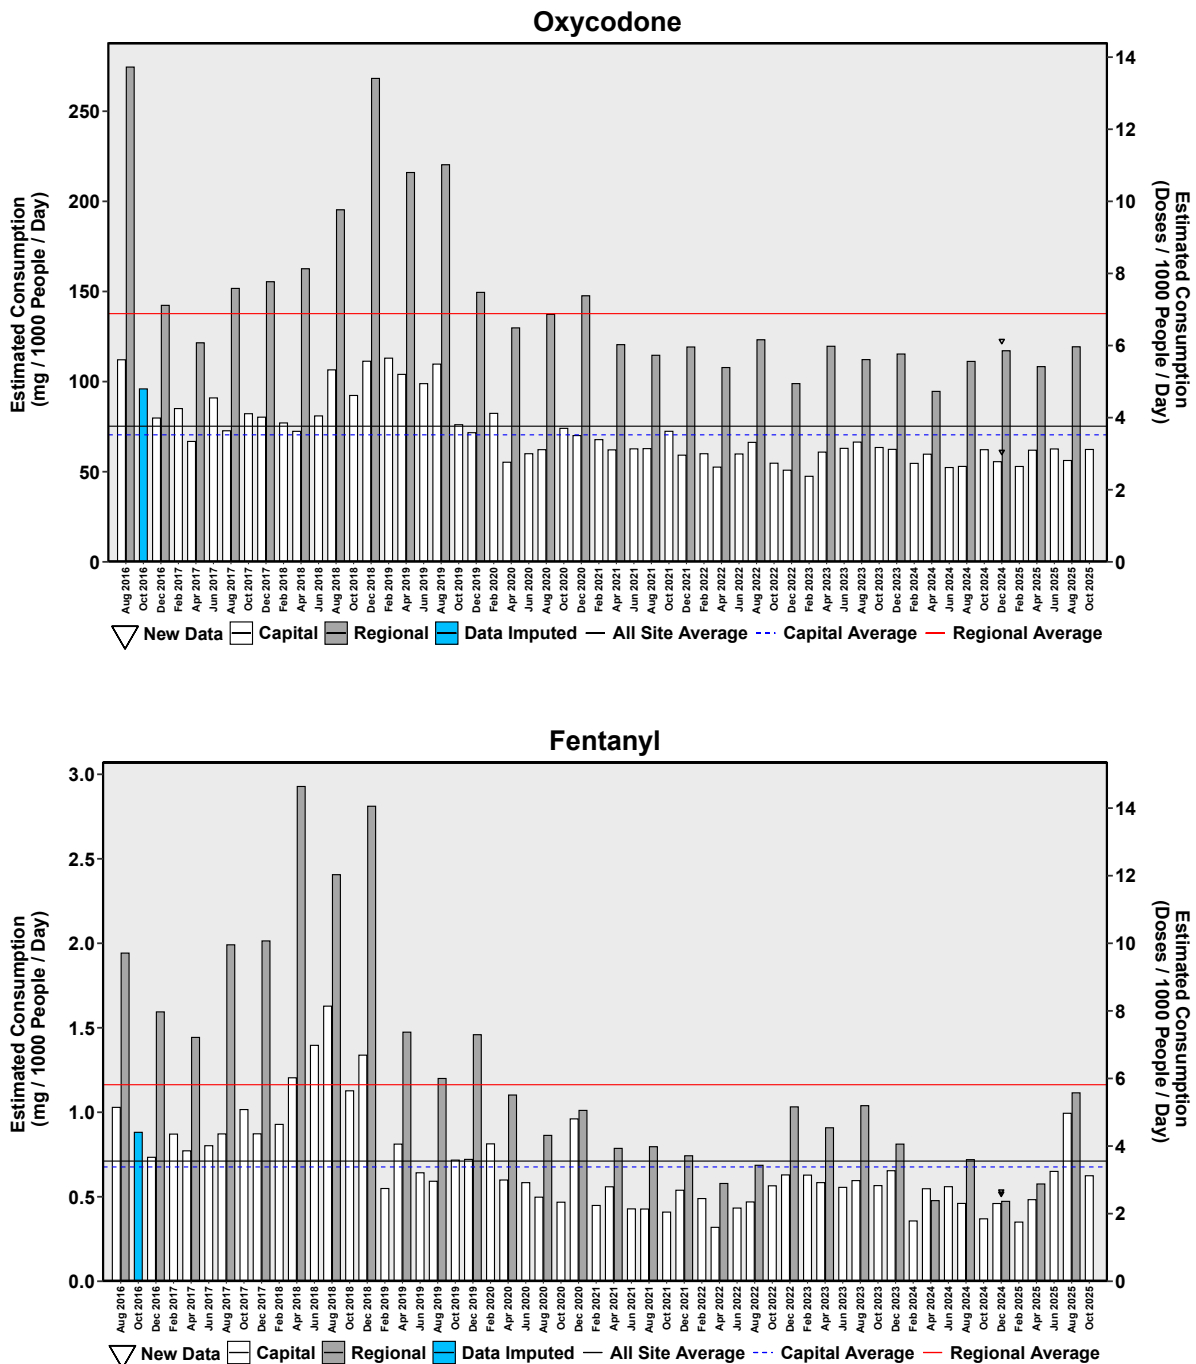 Oxycodone
Estimated Consumption
(mg / 1000 People / Day)
250
200
150
100
50
0
14
12
10
8
6
4
2
0
Estimated Consumption
(Doses / 1000 People / Day)
Aug 2016
Oct 2016
Dec 2016
Feb 2017
Apr 2017
Jun 2017
Aug 2017
Oct 2017
Dec 2017
Feb 2018
Apr 2018
Jun 2018
Aug 2018
Oct 2018
Dec 2018
Feb 2019
Apr 2019
Jun 2019
Aug 2019
Oct 2019
Dec 2019
Feb 2020
Apr 2020
Jun 2020
Aug 2020
Oct 2020
Dec 2020
Feb 2021
Apr 2021
Jun 2021
Aug 2021
Oct 2021
Dec 2021
Feb 2022
Apr 2022
Jun 2022
Aug 2022
Oct 2022
Dec 2022
Feb 2023
Apr 2023
Jun 2023
Aug 2023
Oct 2023
Dec 2023
Feb 2024
Apr 2024
Jun 2024
Aug 2024
Oct 2024
Dec 2024
Feb 2025
Apr 2025
Jun 2025
Aug 2025
Oct 2025
New Data Capital Regional Data Imputed All Site Average Capital Average Regional Average
Fentanyl
Estimated Consumption
(mg / 1000 People / Day)
3.0
2.5
2.0
1.5
1.0
0.5
0.0
14
12
10
8
6
4
2
0
Estimated Consumption
(Doses / 1000 People / Day)
Aug 2016
Oct 2016
Dec 2016
Feb 2017
Apr 2017
Jun 2017
Aug 2017
Oct 2017
Dec 2017
Feb 2018
Apr 2018
Jun 2018
Aug 2018
Oct 2018
Dec 2018
Feb 2019
Apr 2019
Jun 2019
Aug 2019
Oct 2019
Dec 2019
Feb 2020
Apr 2020
Jun 2020
Aug 2020
Oct 2020
Dec 2020
Feb 2021
Apr 2021
Jun 2021
Aug 2021
Oct 2021
Dec 2021
Feb 2022
Apr 2022
Jun 2022
Aug 2022
Oct 2022
Dec 2022
Feb 2023
Apr 2023
Jun 2023
Aug 2023
Oct 2023
Dec 2023
Feb 2024
Apr 2024
Jun 2024
Aug 2024
Oct 2024
Dec 2024
Feb 2025
Apr 2025
Jun 2025
Aug 2025
Oct 2025
New Data Capital Regional Data Imputed All Site Average Capital Average Regional Average